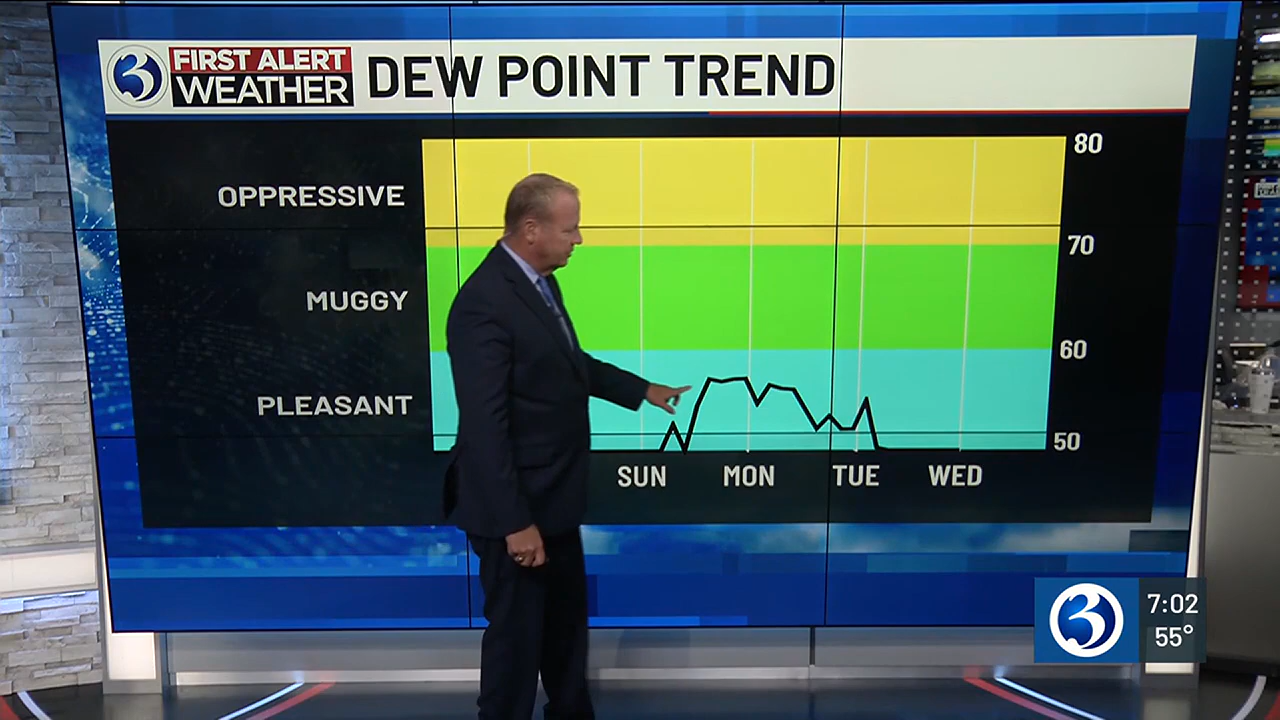 3 FIRST ALERT
WEATHER
DEW POINT TREND
80
OPPRESSIVE
70
MUGGY
60
PLEASANT
50
SUN MON TUE WED
3 7:02
55°